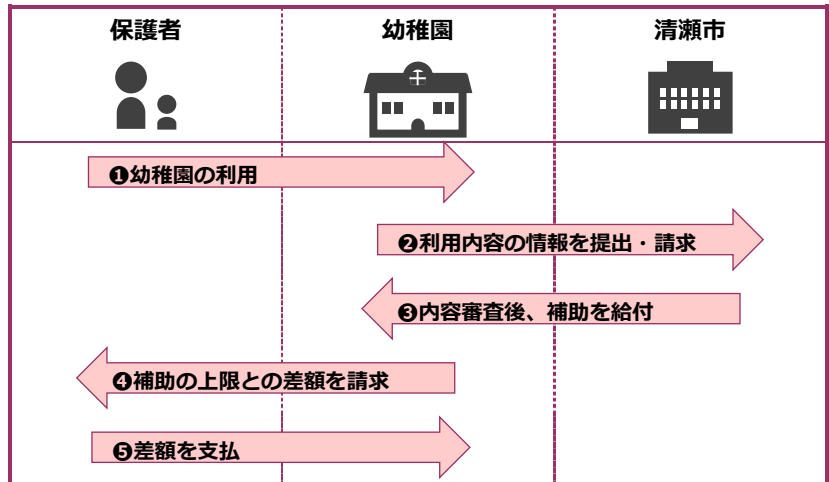 保護者
幼稚園
清瀬市
❶幼稚園の利用
❷利用内容の情報を提出・請求
❸内容審査後、補助を給付
❹補助の上限との差額を請求
❺差額を支払